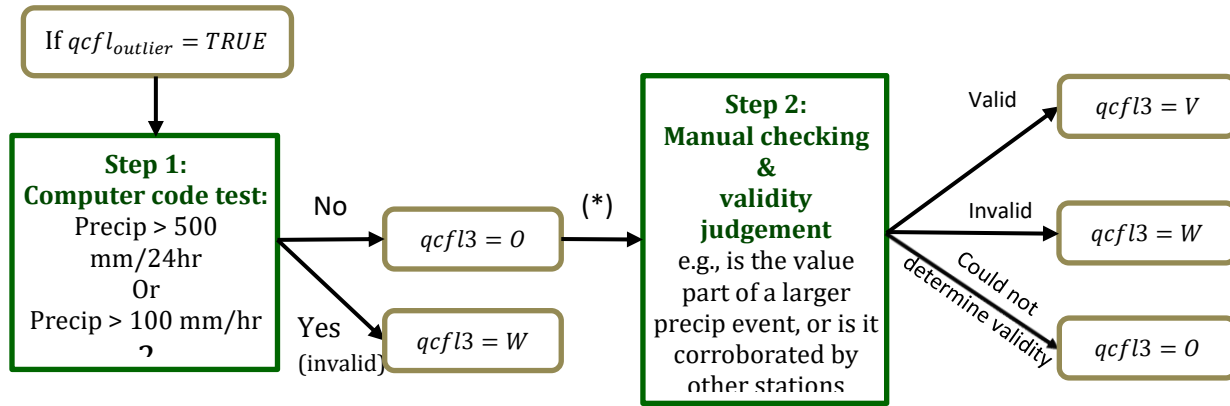 If qcfl_outlier = TRUE
Step 1:
Computer code test:
Precip > 500
mm/24hr
Or
Precip > 100 mm/hr
No
Yes
(invalid)
qcfl3 = O
qcfl3 = W
(*)
Step 2:
Manual checking
&
validity
judgement
e.g., is the value
part of a larger
precip event, or is it
corroborated by
other stations
Valid
Invalid
Could not
determine validity
qcfl3 = V
qcfl3 = W
qcfl3 = O